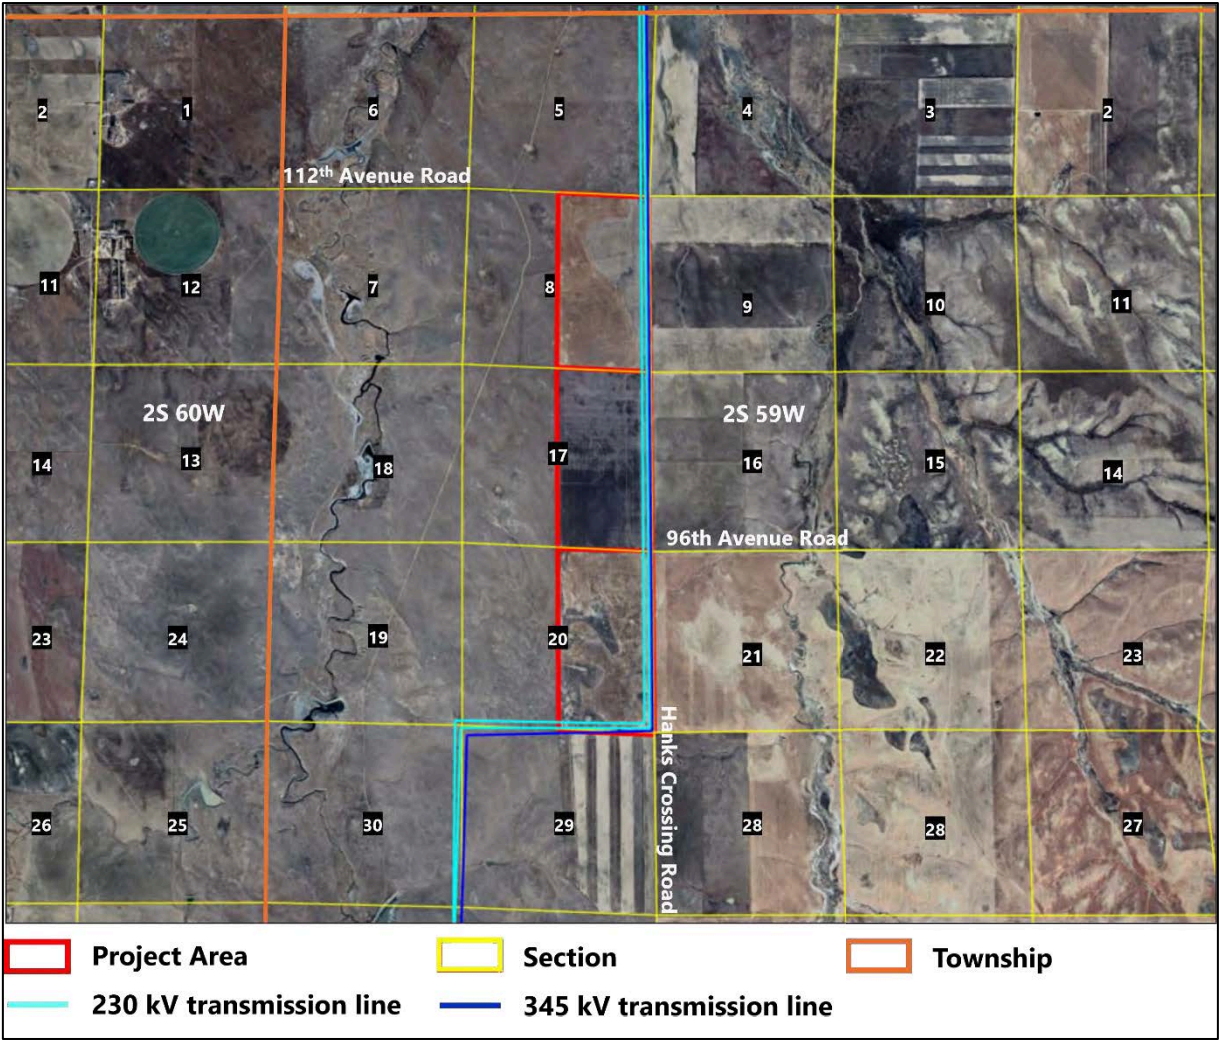 2 1 6 5 4 3 2
112th Avenue Road
11 12 7 8 9 10 11
2S 60W 2S 59W
14 13 18 17 16 15 14
96th Avenue Road
23 24 19 20 21 22 23
Hanks Crossing Road
26 25 30 29 28 28 27
Project Area Section Township
230 kV transmission line 345 kV transmission line